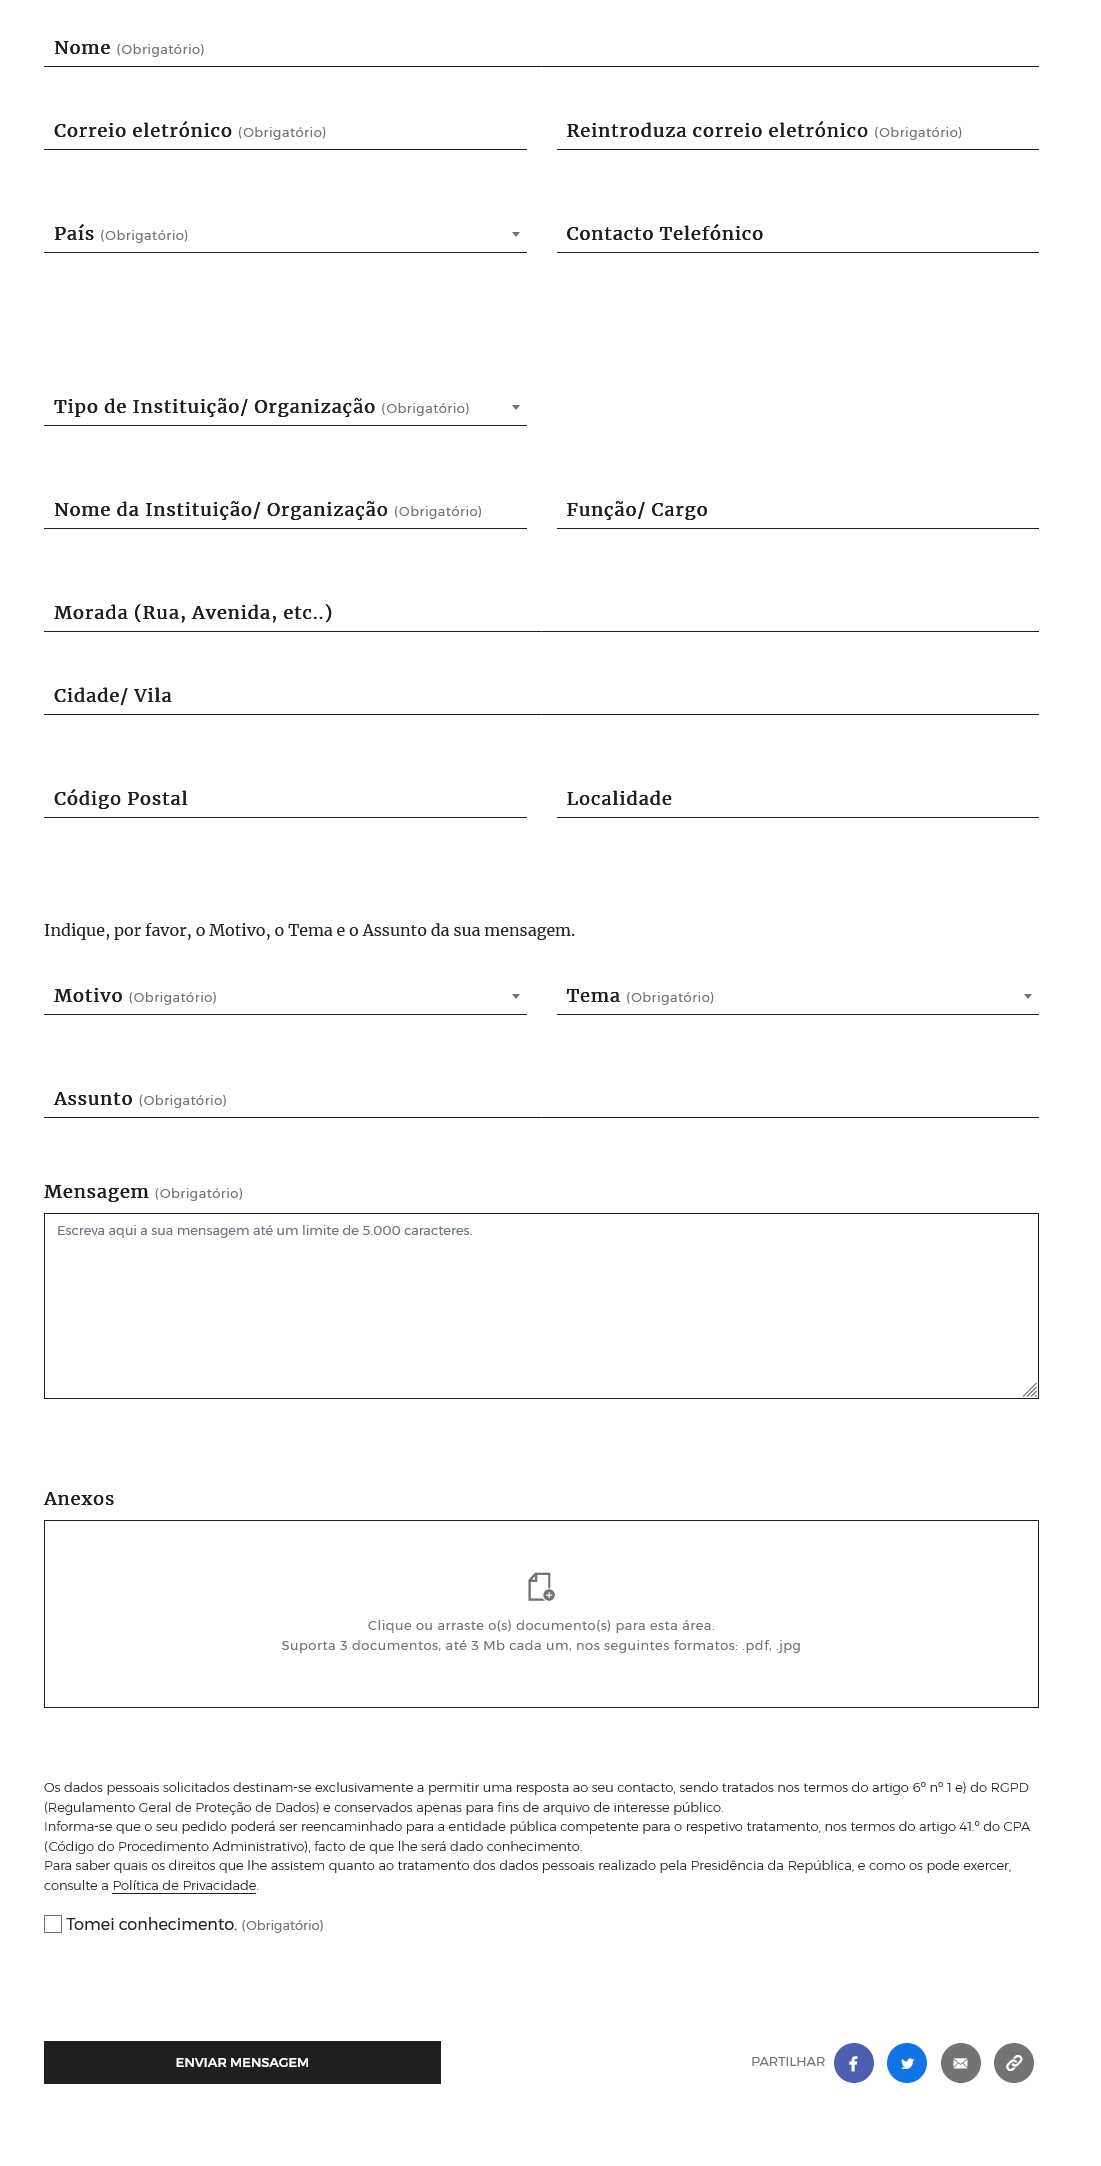 Nome (Obrigatório)
Correio eletrónico (Obrigatório)
Reintroduza correio eletrónico (Obrigatório)
País (Obrigatório)
Contacto Telefónico
Tipo de Instituição/ Organização (Obrigatório)
Nome da Instituição/ Organização (Obrigatório)
Função/ Cargo
Morada (Rua, Avenida, etc..)
Cidade/ Vila
Código Postal
Localidade
Indique, por favor, o Motivo, o Tema e o Assunto da sua mensagem.
Motivo (Obrigatório)
Tema (Obrigatório)
Assunto (Obrigatório)
Mensagem (Obrigatório)
Escreva aqui a sua mensagem até um limite de 5.000 caracteres.
Anexos
Clique ou arraste o(s) documento(s) para esta área.
Suporta 3 documentos, até 3 Mb cada um, nos seguintes formatos: .pdf, .jpg
Os dados pessoais solicitados destinam-se exclusivamente a permitir uma resposta ao seu contacto, sendo tratados nos termos do artigo 6º nº 1 e) do RGPD
(Regulamento Geral de Proteção de Dados) e conservados apenas para fins de arquivo de interesse público.
Informa-se que o seu pedido poderá ser reencaminhado para a entidade pública competente para o respetivo tratamento, nos termos do artigo 41.º do CPA
(Código do Procedimento Administrativo), facto de que lhe será dado conhecimento.
Para saber quais os direitos que lhe assistem quanto ao tratamento dos dados pessoais realizado pela Presidência da República, e como os pode exercer,
consulte a Política de Privacidade.
Tomei conhecimento. (Obrigatório)
ENVIAR MENSAGEM
PARTILHAR